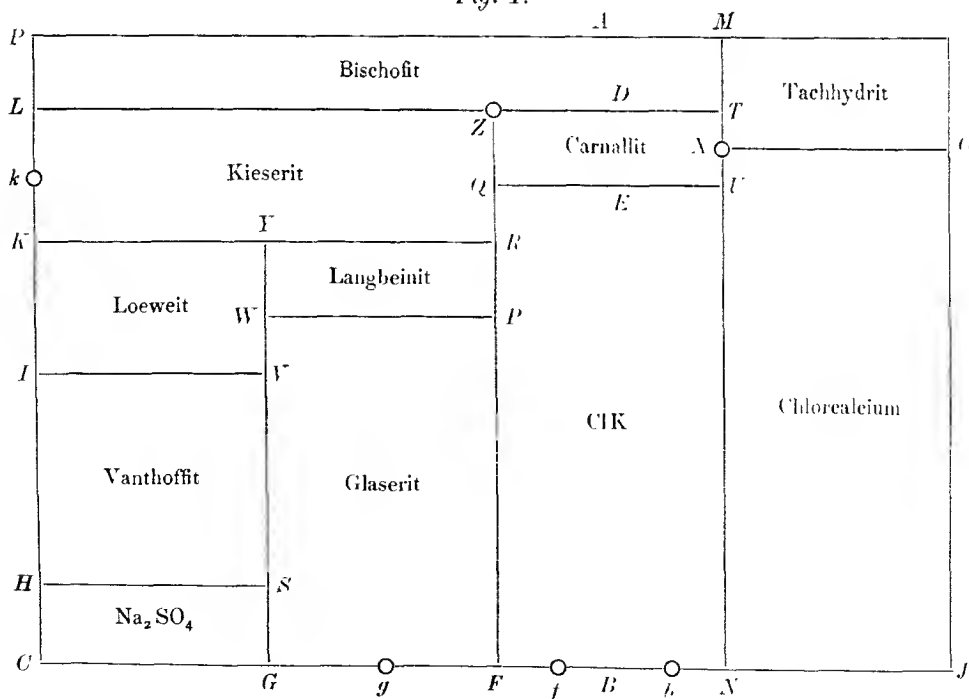 Fig. 1.
P A M
Bischofit
Tachhydrit
L D T
Z
Carnallit
k Kieserit Q U
E
K Y R
Langbeinit
Loeweit
W P
I V
Chlorcalcium
ClK
Vanthoffit
Glaserit
H S
Na₂SO₄
C G g F B N J